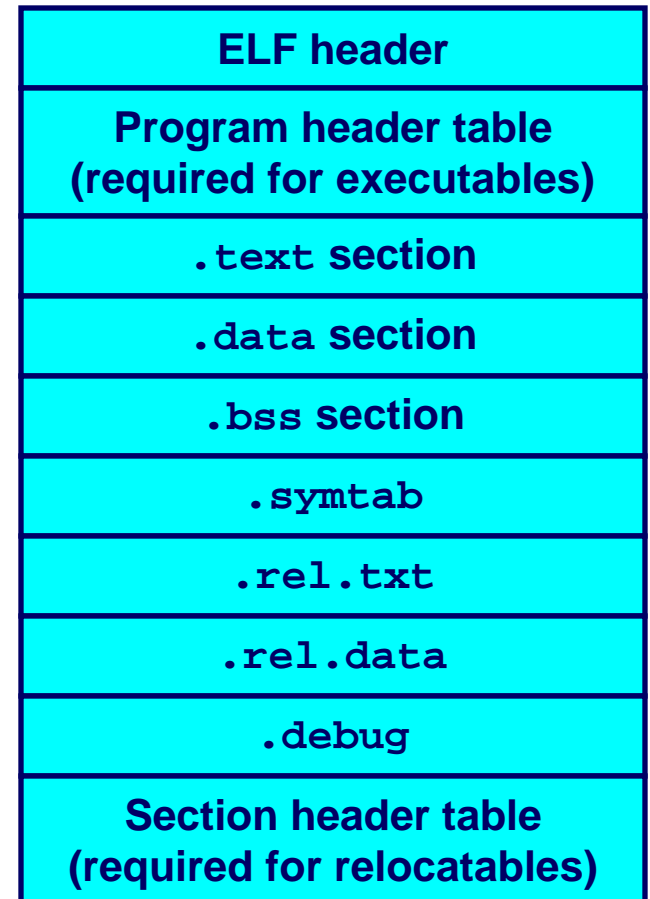 ELF header
Program header table
(required for executables)
.text section
.data section
.bss section
.symtab
.rel.txt
.rel.data
.debug
Section header table
(required for relocatables)